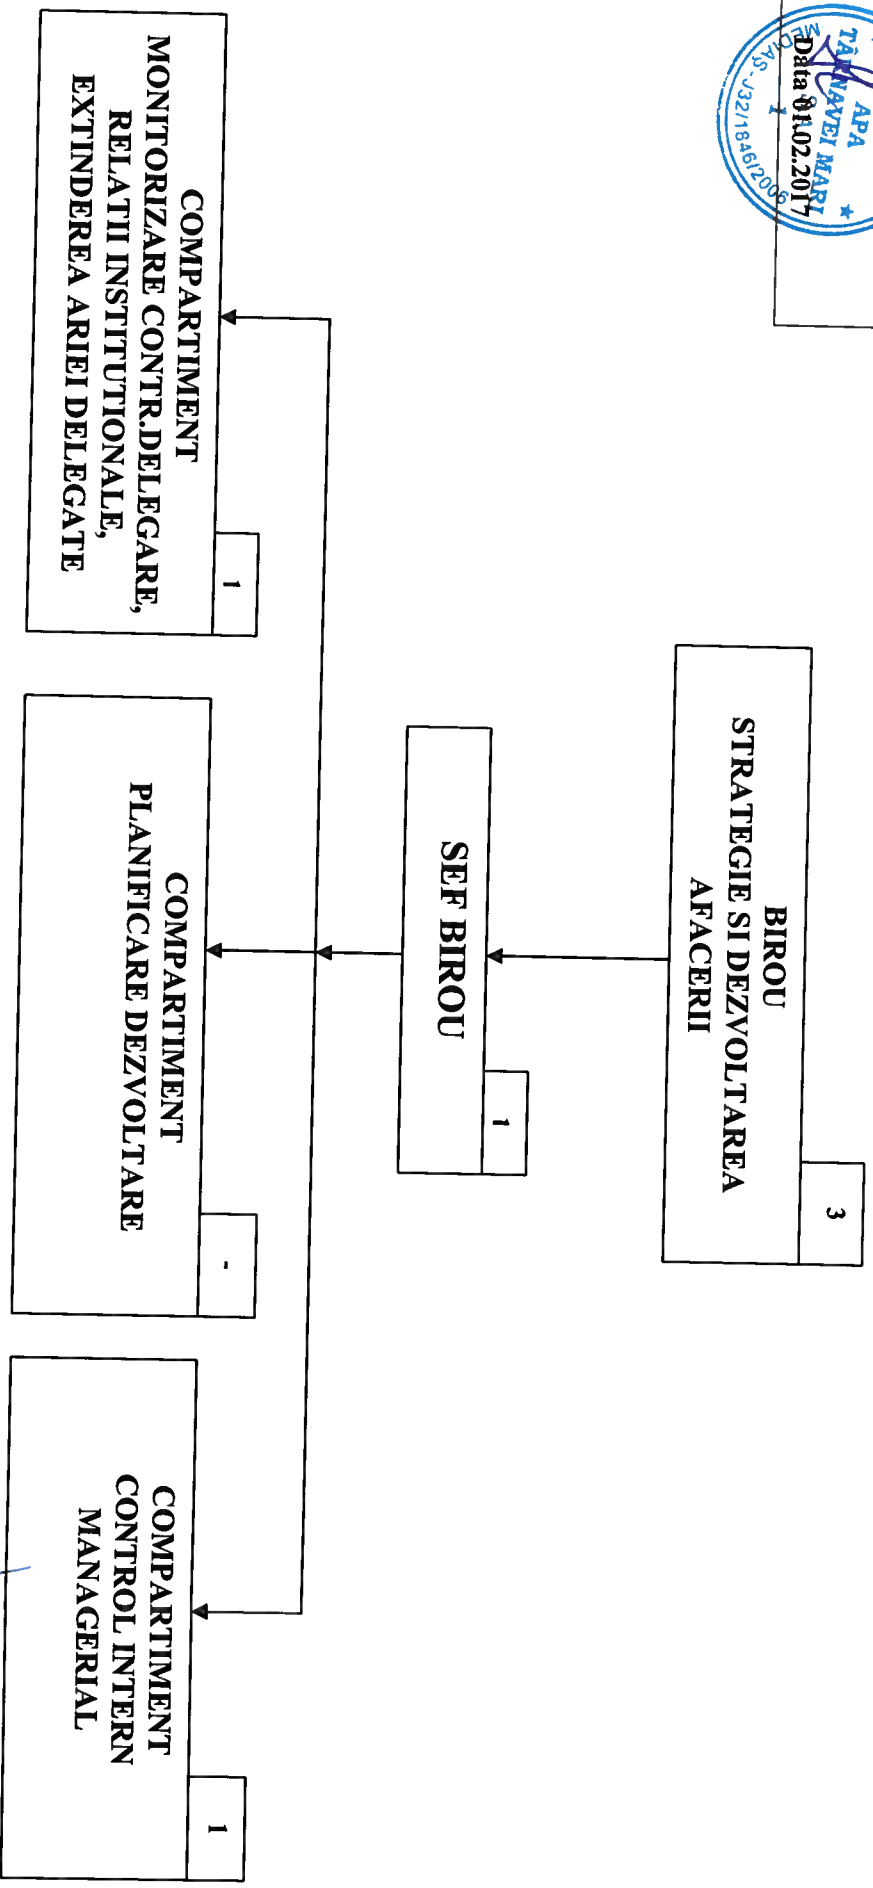 APA
TÂRNAVEI MARI
MEDIAȘ - J32/1846/2006
1
Data 01.02.2017
3
BIROU
STRATEGIE SI DEZVOLTAREA
AFACERII
1
SEF BIROU
1
COMPARTIMENT
MONITORIZARE CONTR.DELEGARE,
RELATII INSTITUTIONALE,
EXTINDEREA ARIEI DELEGATE
-
COMPARTIMENT
PLANIFICARE DEZVOLTARE
1
COMPARTIMENT
CONTROL INTERN
MANAGERIAL